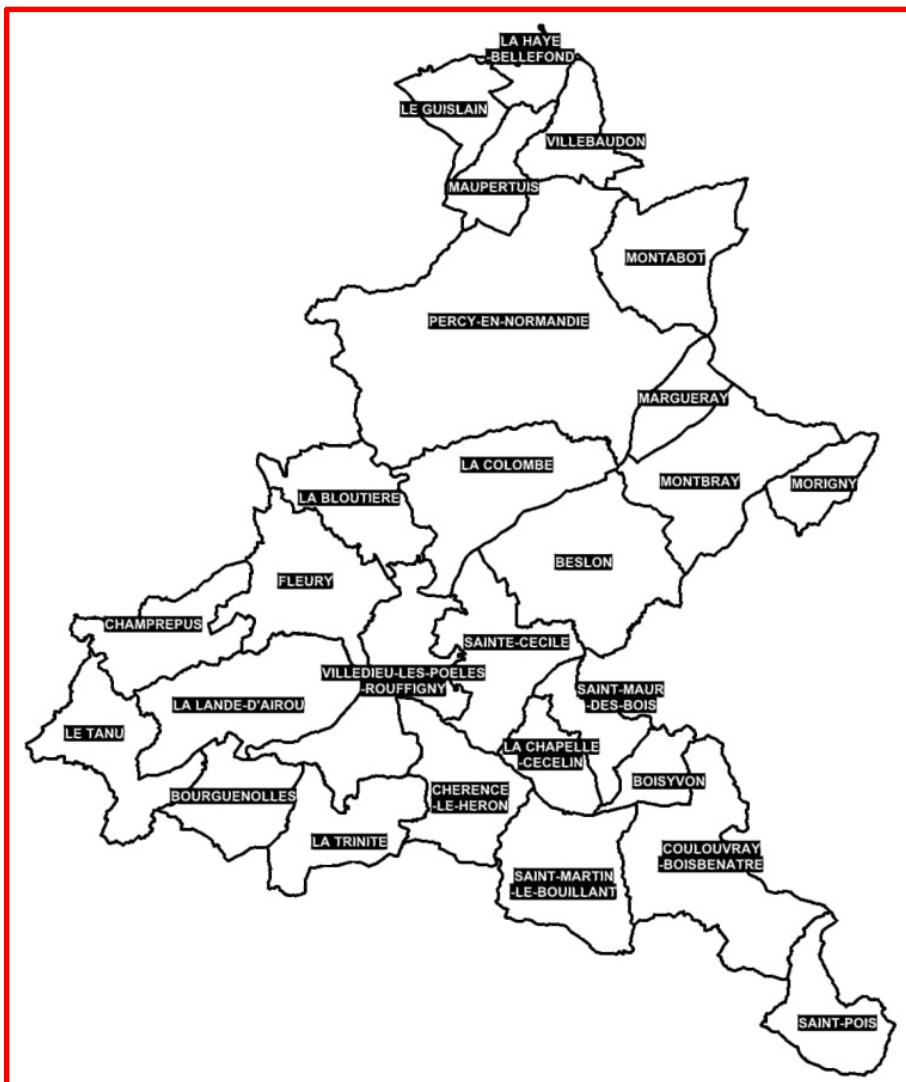 LA HAYE
-BELLEFOND
LE GUISLAIN
VILLEBAUDON
MAUPERTUIS
MONTABOT
PERCY-EN-NORMANDIE
MARGUERAY
LA COLOMBE
MONTBRAY
MORIGNY
LA BLOUTIERE
BESLON
FLEURY
CHAMPREPUS
SAINTE-CECILE
VILLEDIEU-LES-POELES
-ROUFFIGNY
SAINT-MAUR
-DES-BOIS
LA LANDE-D'AIROU
LE TANU
LA CHAPELLE
-CECELIN
BOISYVON
BOURGUENOLLES
CHERENCE
-LE-HERON
LA TRINITE
COULOUVRAY
-BOISBENATRE
SAINT-MARTIN
-LE-BOUILLANT
SAINT-POIS